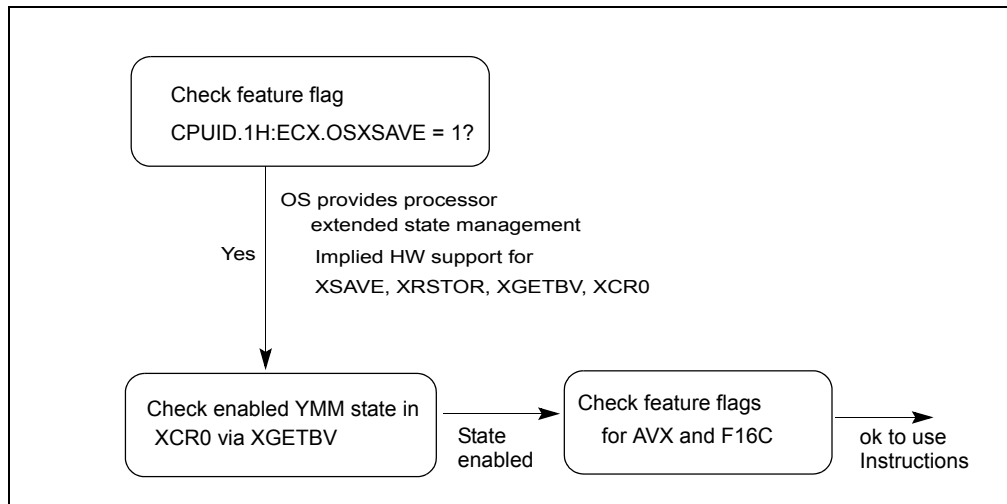 Check feature flag
CPUID.1H:ECX.OSXSAVE = 1?
OS provides processor
extended state management
Yes
Implied HW support for
XSAVE, XRSTOR, XGETBV, XCR0
Check enabled YMM state in
XCR0 via XGETBV
State
enabled
Check feature flags
for AVX and F16C
ok to use
Instructions